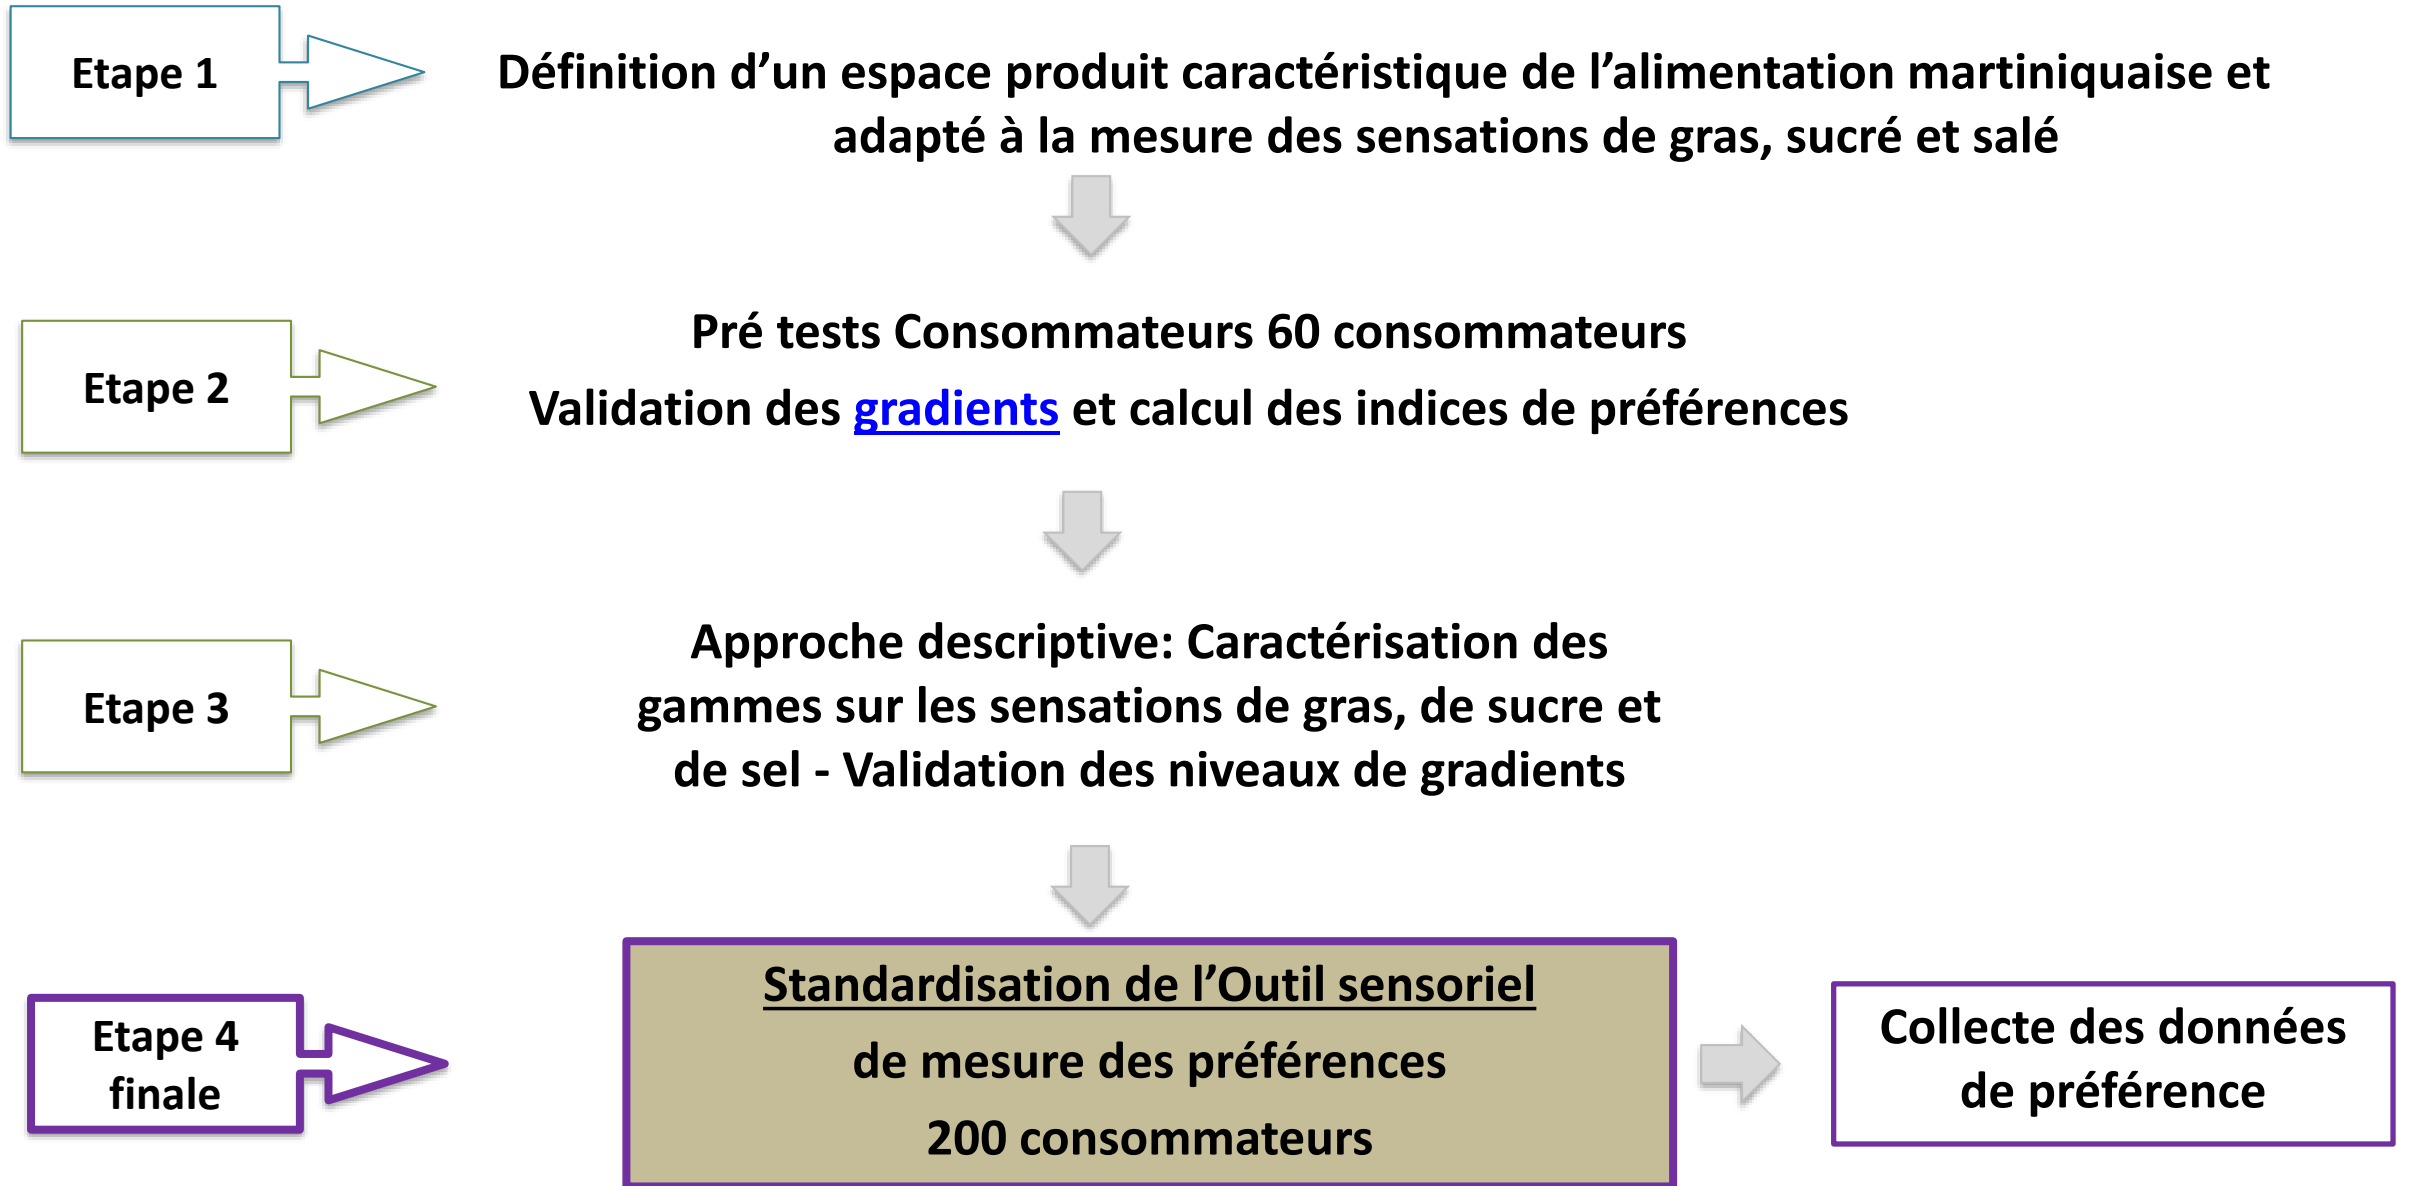 Etape 1
Définition d’un espace produit caractéristique de l’alimentation martiniquaise et
adapté à la mesure des sensations de gras, sucré et salé
Etape 2
Pré tests Consommateurs 60 consommateurs
Validation des gradients et calcul des indices de préférences
Etape 3
Approche descriptive: Caractérisation des
gammes sur les sensations de gras, de sucre et
de sel - Validation des niveaux de gradients
Etape 4
finale
Standardisation de l’Outil sensoriel
de mesure des préférences
200 consommateurs
Collecte des données
de préférence